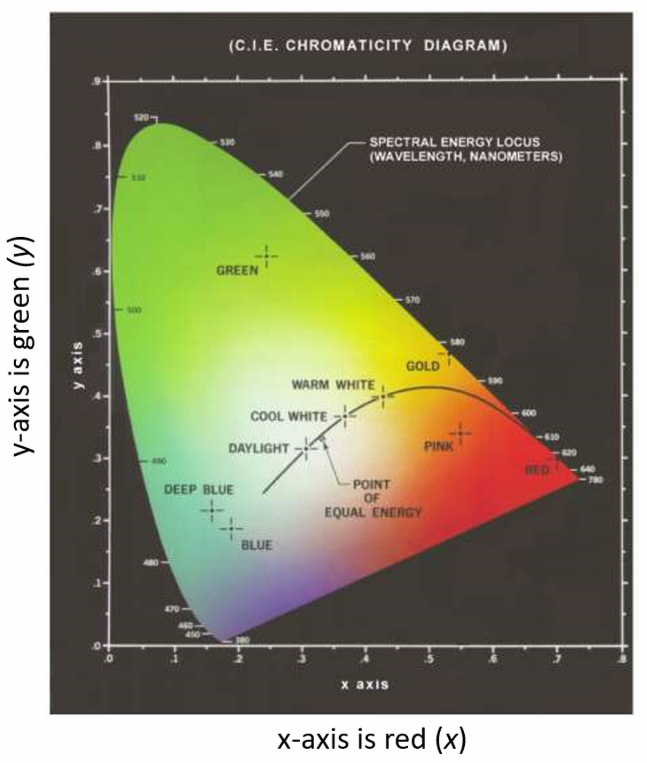 (C.I.E. CHROMATICITY DIAGRAM)
.9
520
.8
530
SPECTRAL ENERGY LOCUS
(WAVELENGTH, NANOMETERS)
510
540
.7
550
560
GREEN
.6
570
500
.5
580
GOLD
590
WARM WHITE
.4
COOL WHITE
600
DAYLIGHT
PINK
610
620
.3
490
RED
640
780
DEEP BLUE
POINT
OF
EQUAL ENERGY
.2
BLUE
480
.1
470
460
450
380
.0
.0 .1 .2 .3 .4 .5 .6 .7 .8
x axis
y axis
y-axis is green (y)
x-axis is red (x)